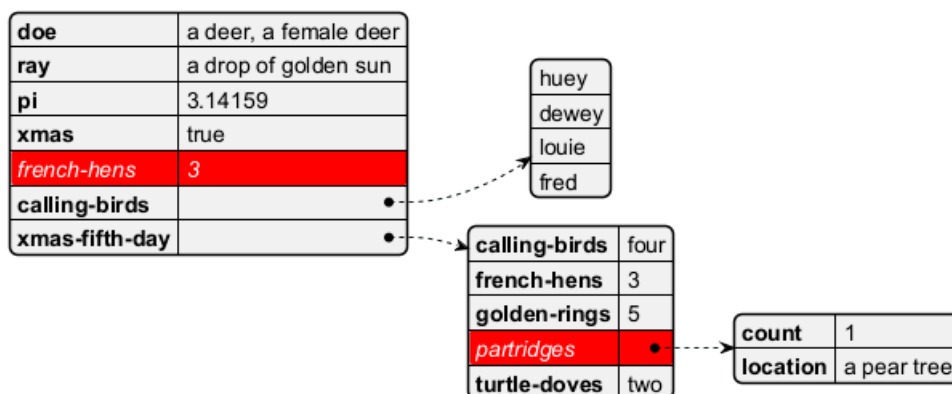 doe a deer, a female deer
ray a drop of golden sun
pi 3.14159
xmas true
french-hens 3
calling-birds
xmas-fifth-day
huey
dewey
louie
fred
calling-birds four
french-hens 3
golden-rings 5
partridges
turtle-doves two
count 1
location a pear tree